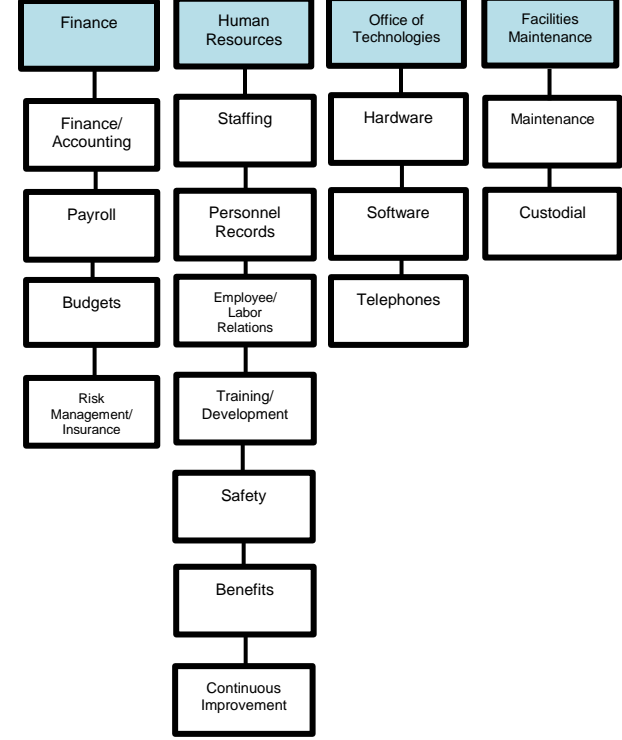 Finance
Finance/
Accounting
Payroll
Budgets
Risk
Management/
Insurance
Human
Resources
Staffing
Personnel
Records
Employee/
Labor
Relations
Training/
Development
Safety
Benefits
Continuous
Improvement
Office of
Technologies
Hardware
Software
Telephones
Facilities
Maintenance
Maintenance
Custodial